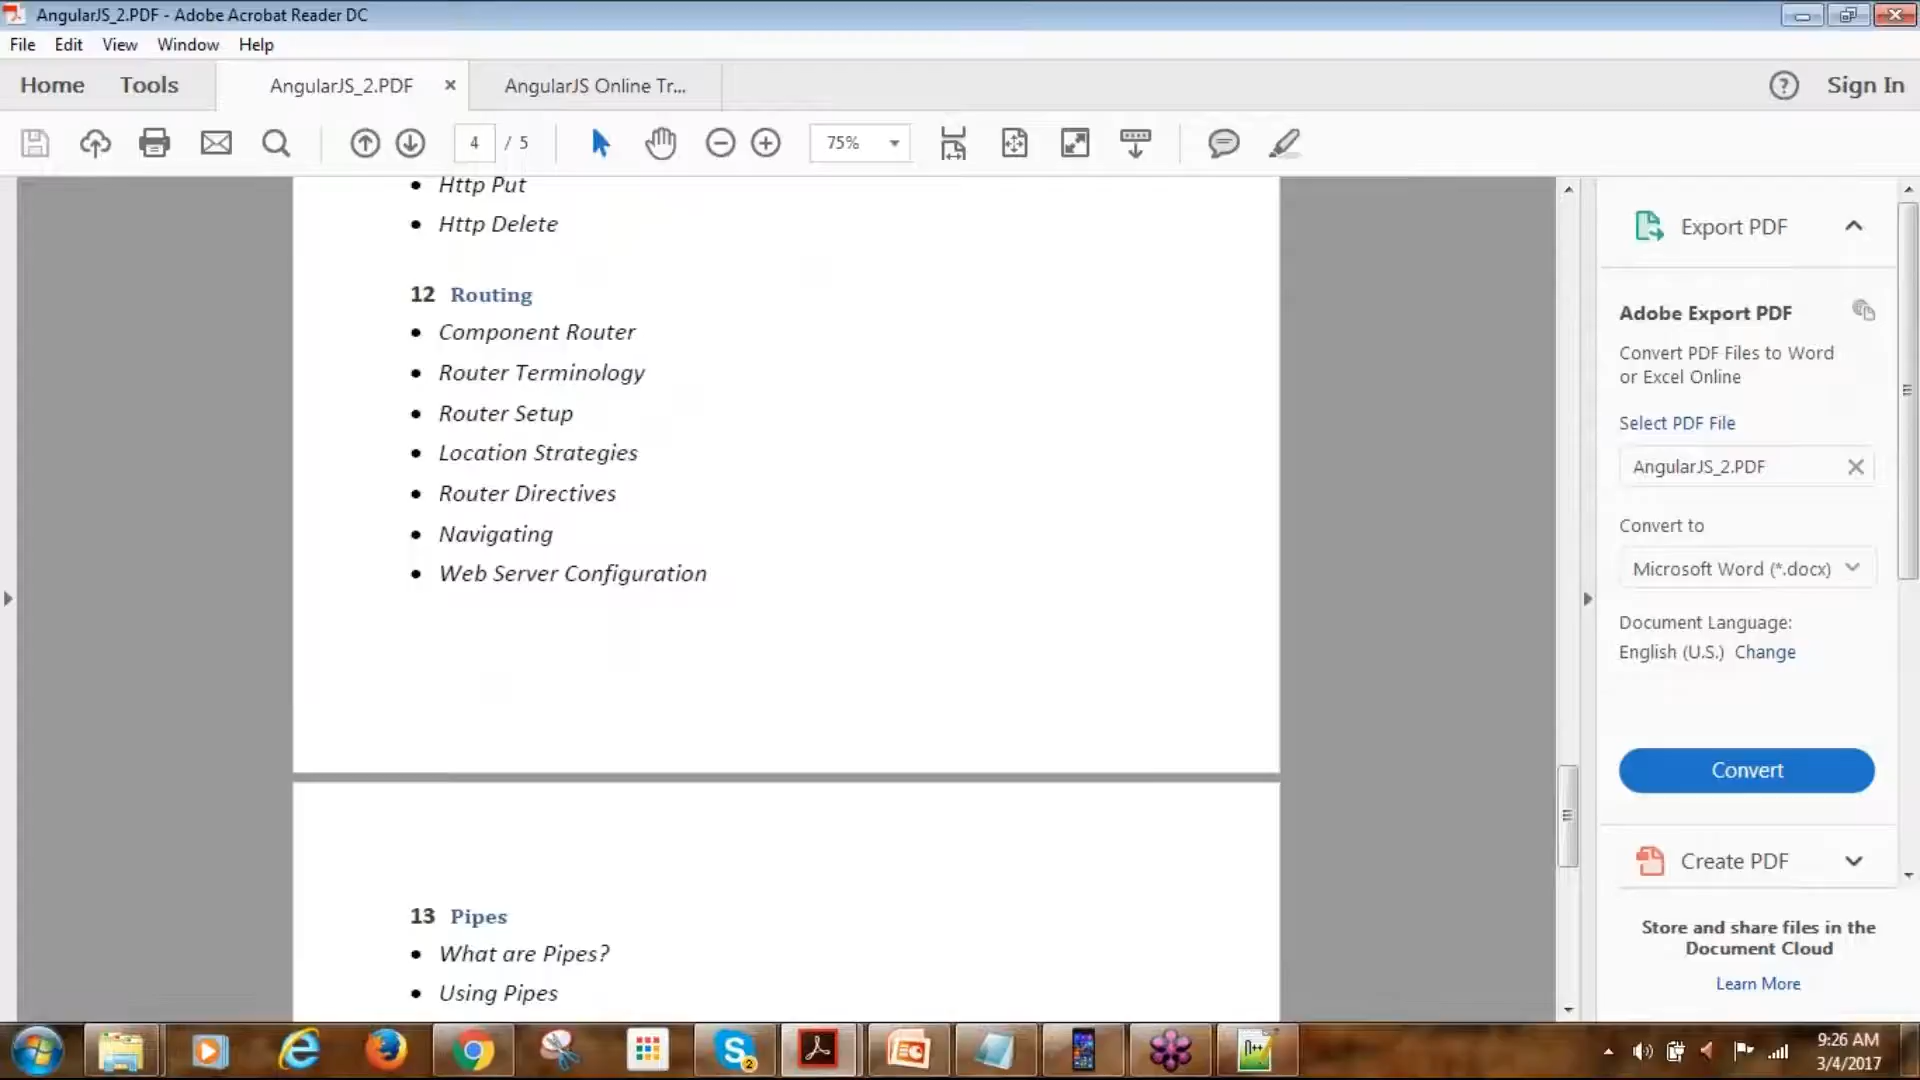 AngularJS_2.PDF - Adobe Acrobat Reader DC
File Edit View Window Help
Home Tools AngularJS_2.PDF AngularJS Online Tr... Sign In
4 / 5 75%
• Http Put
• Http Delete
12 Routing
• Component Router
• Router Terminology
• Router Setup
• Location Strategies
• Router Directives
• Navigating
• Web Server Configuration
13 Pipes
• What are Pipes?
• Using Pipes
Export PDF
Adobe Export PDF
Convert PDF Files to Word
or Excel Online
Select PDF File
AngularJS_2.PDF
Convert to
Microsoft Word (*.docx)
Document Language:
English (U.S.) Change
Convert
Create PDF
Store and share files in the
Document Cloud
Learn More
2
n++
9:26 AM
3/4/2017